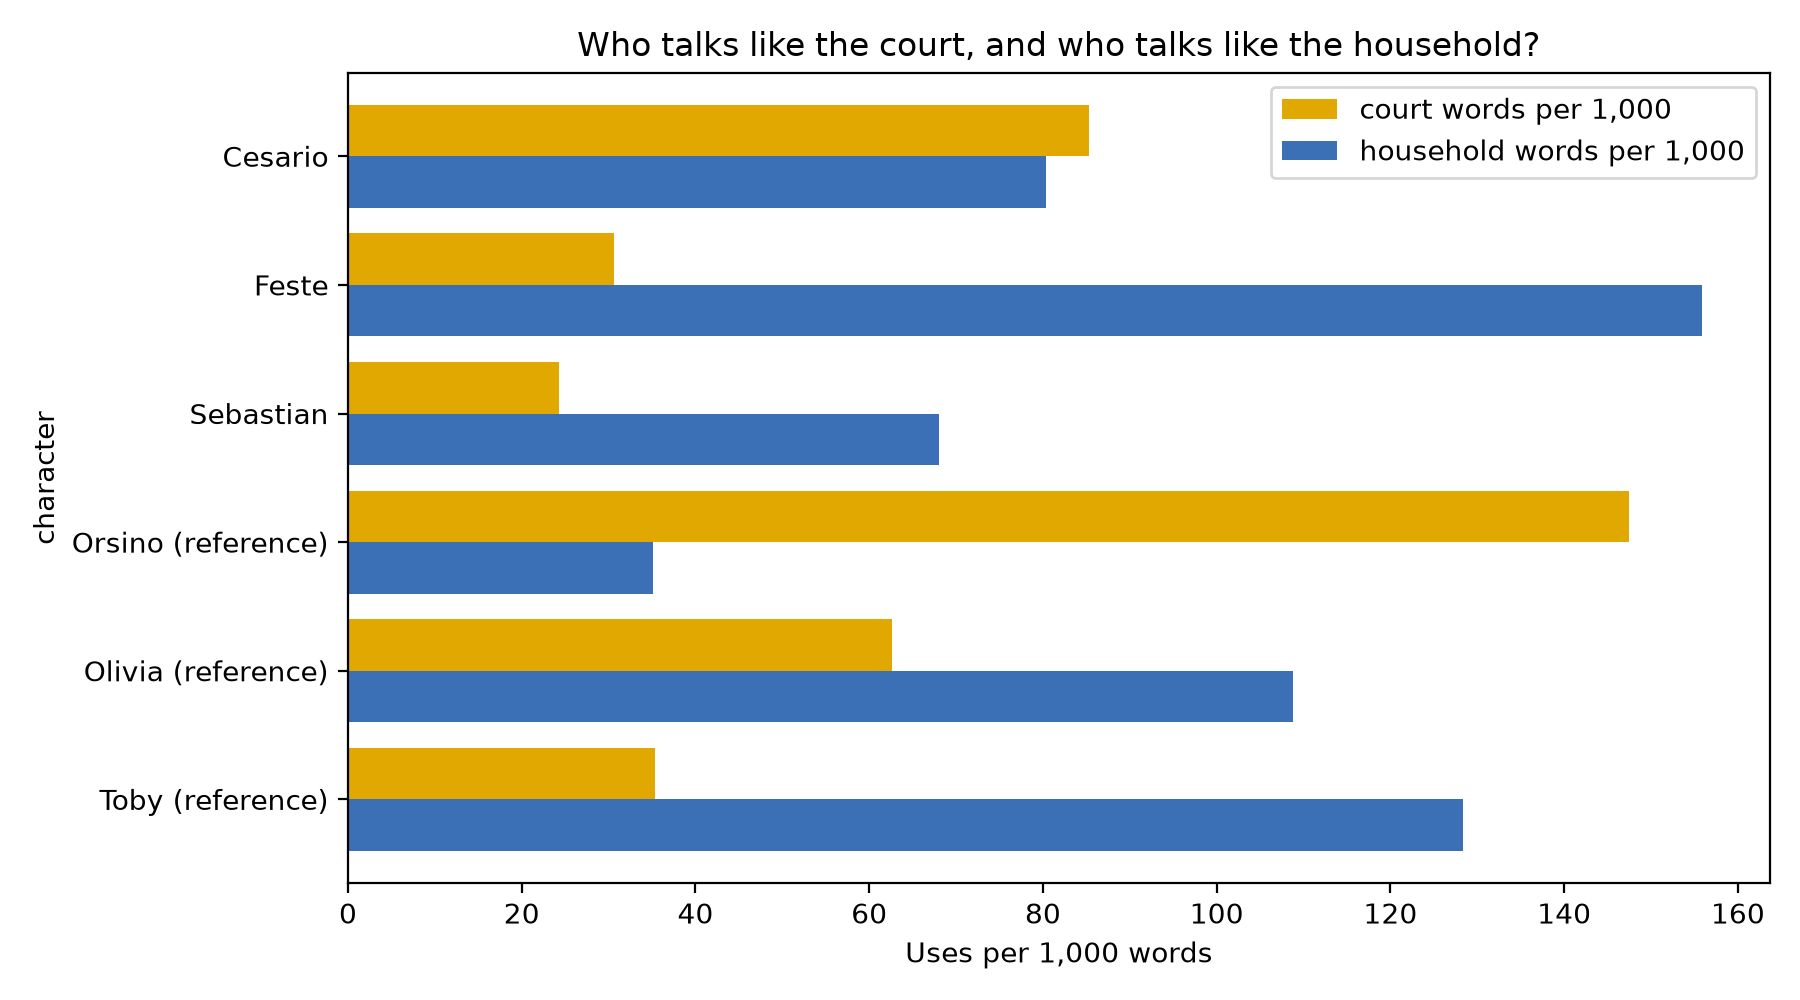 Who talks like the court, and who talks like the household?
court words per 1,000
household words per 1,000
character
Cesario
Feste
Sebastian
Orsino (reference)
Olivia (reference)
Toby (reference)
0 20 40 60 80 100 120 140 160
Uses per 1,000 words